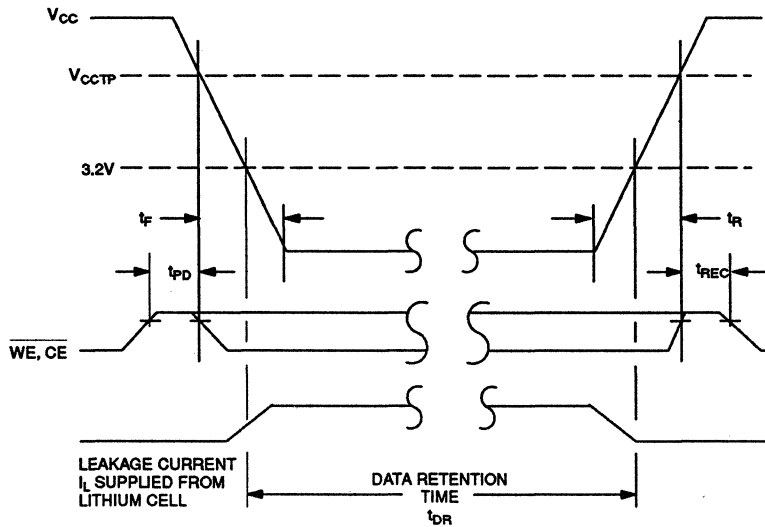 VCC
VCCTP
3.2V
tF
tR
tPD
tREC
WE, CE
LEAKAGE CURRENT
IL SUPPLIED FROM
LITHIUM CELL
DATA RETENTION
TIME
tDR